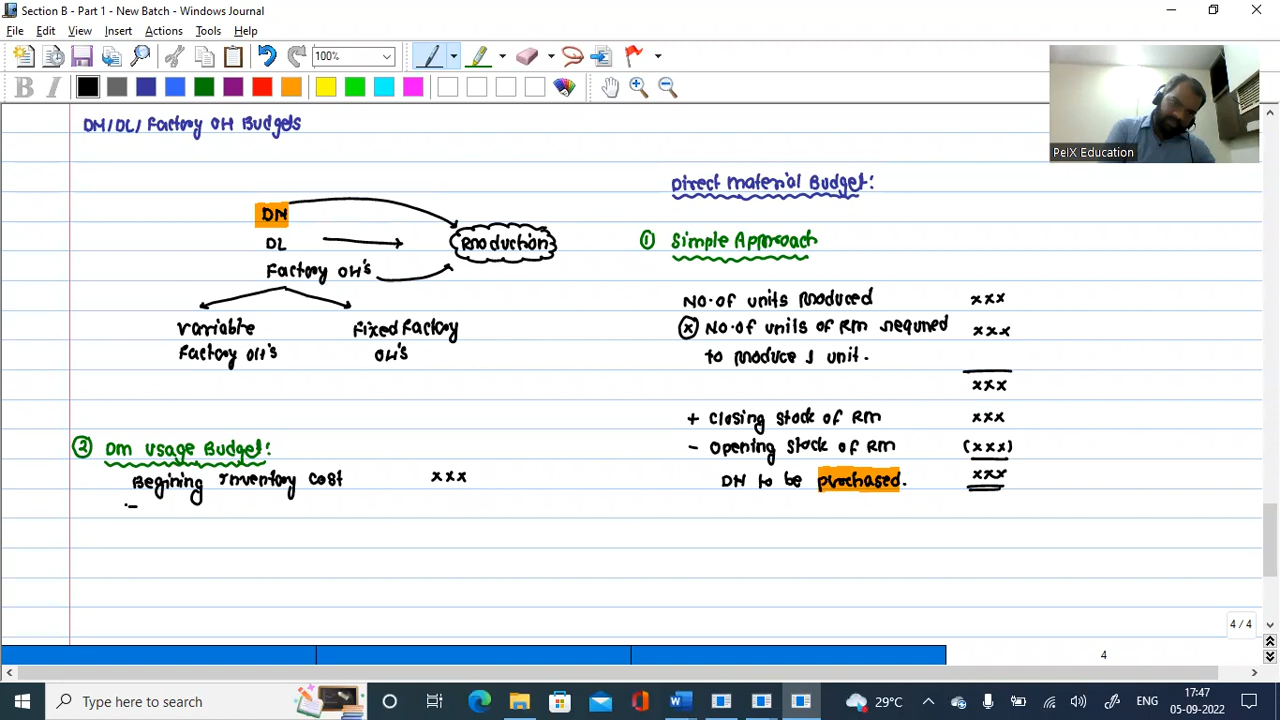 Section B - Part 1 - New Batch - Windows Journal
File Edit View Insert Actions Tools Help
100%
B I
PelX Education
DM/DL/Factory OH Budgets
DM
DL
Factory OH's
Production
Variable
Factory OH's
Fixed Factory
OH's
② Dm Usage Budget:
Begining Inventory Cost xxx
Direct Material Budget:
① Simple Approach
No. of units Produced xxx
ⓧ No. of units of Rm required xxx
to Produce 1 unit.
xxx
+ Closing Stock of Rm xxx
- Opening Stock of Rm (xxx)
DM to be Purchased. xxx
4 / 4
4
Type here to search
W
29°C
ENG
17:47
05-09-2022